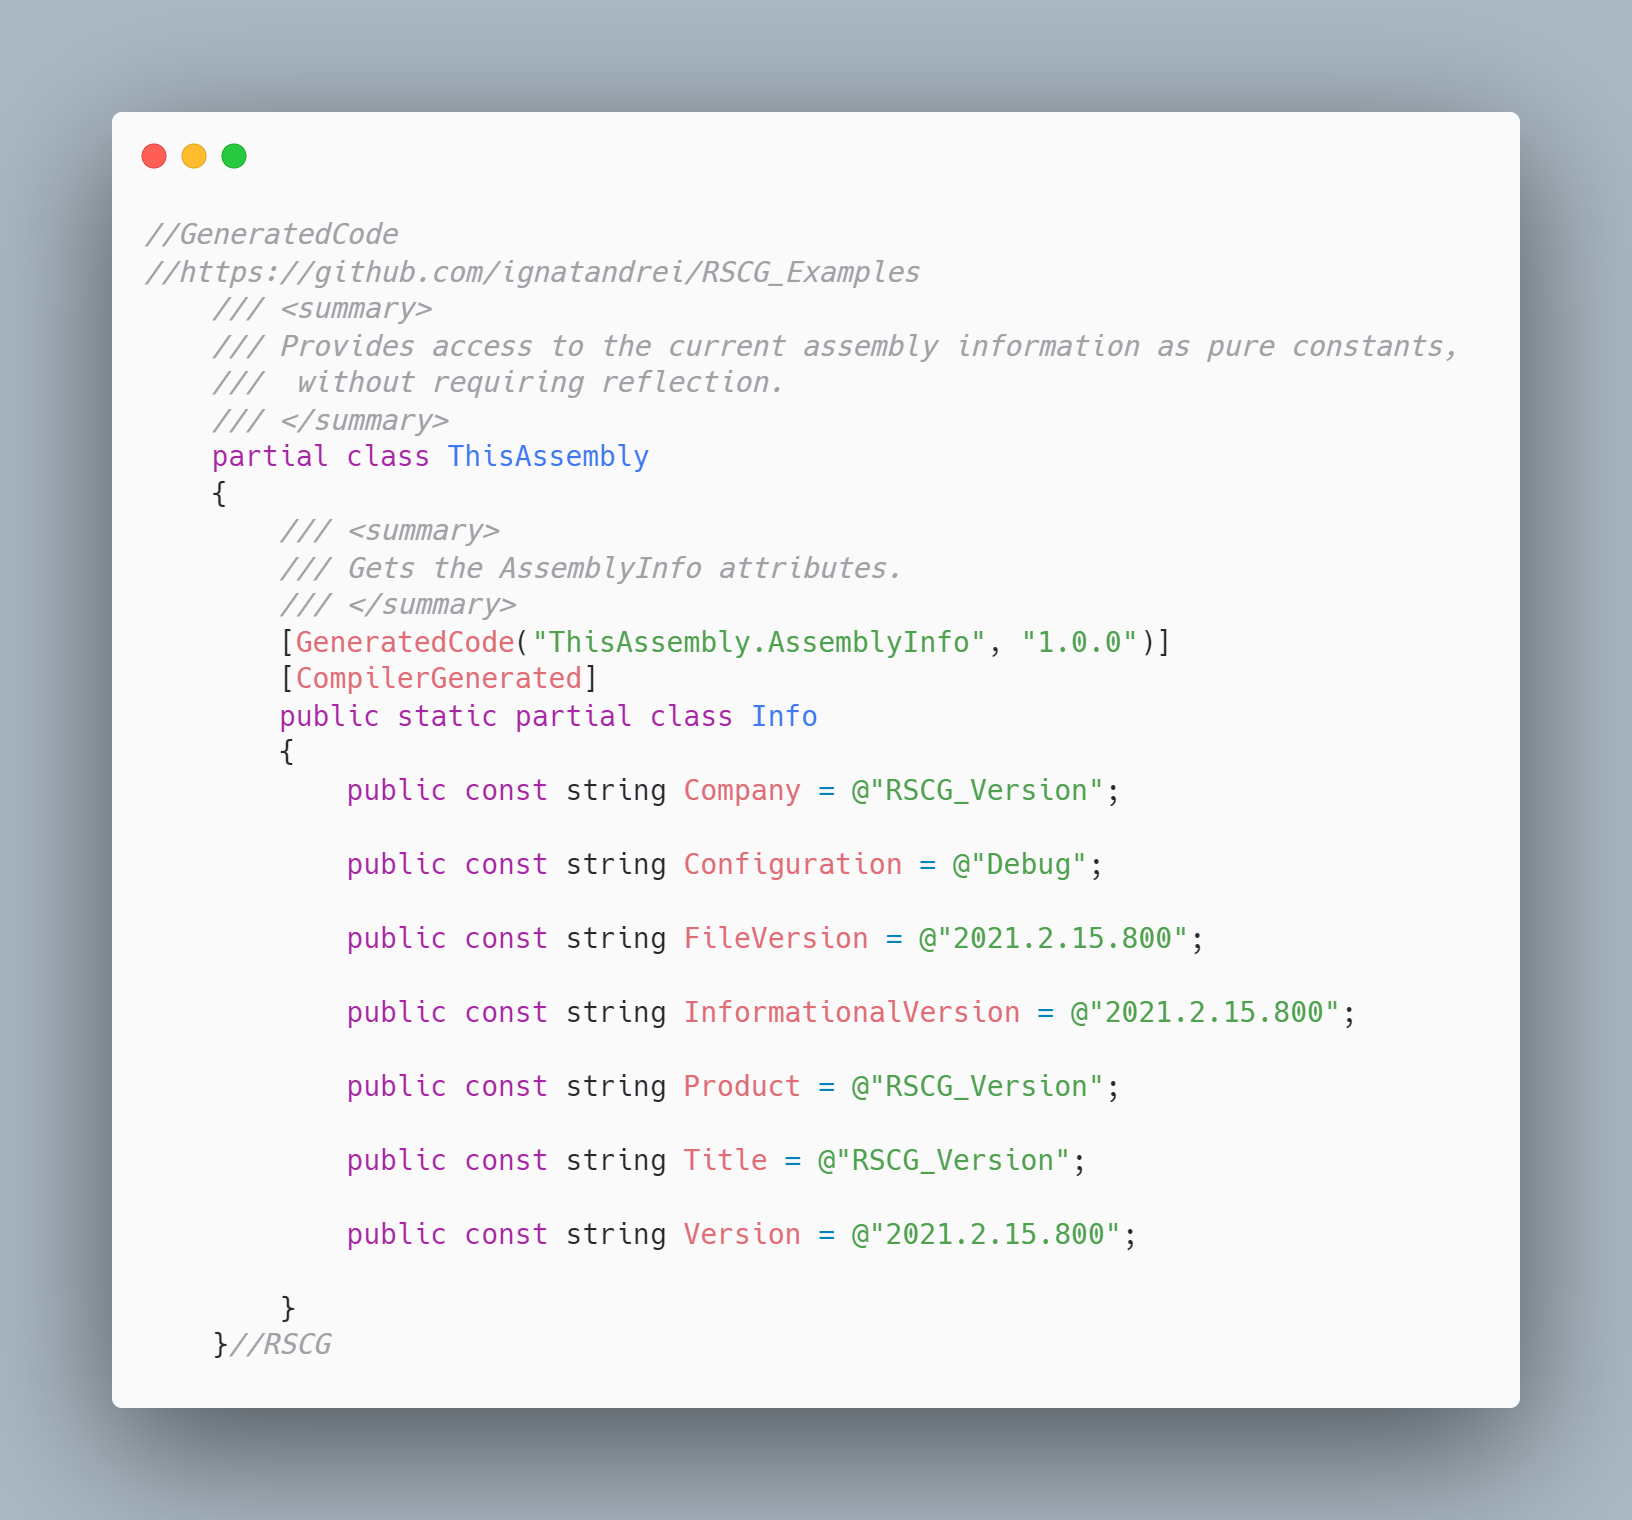 //GeneratedCode
//https://github.com/ignatandrei/RSCG_Examples
    /// <summary>
    /// Provides access to the current assembly information as pure constants,
    ///  without requiring reflection.
    /// </summary>
    partial class ThisAssembly
    {
        /// <summary>
        /// Gets the AssemblyInfo attributes.
        /// </summary>
        [GeneratedCode("ThisAssembly.AssemblyInfo", "1.0.0")]
        [CompilerGenerated]
        public static partial class Info
        {
            public const string Company = @"RSCG_Version";

            public const string Configuration = @"Debug";

            public const string FileVersion = @"2021.2.15.800";

            public const string InformationalVersion = @"2021.2.15.800";

            public const string Product = @"RSCG_Version";

            public const string Title = @"RSCG_Version";

            public const string Version = @"2021.2.15.800";

        }
    }//RSCG